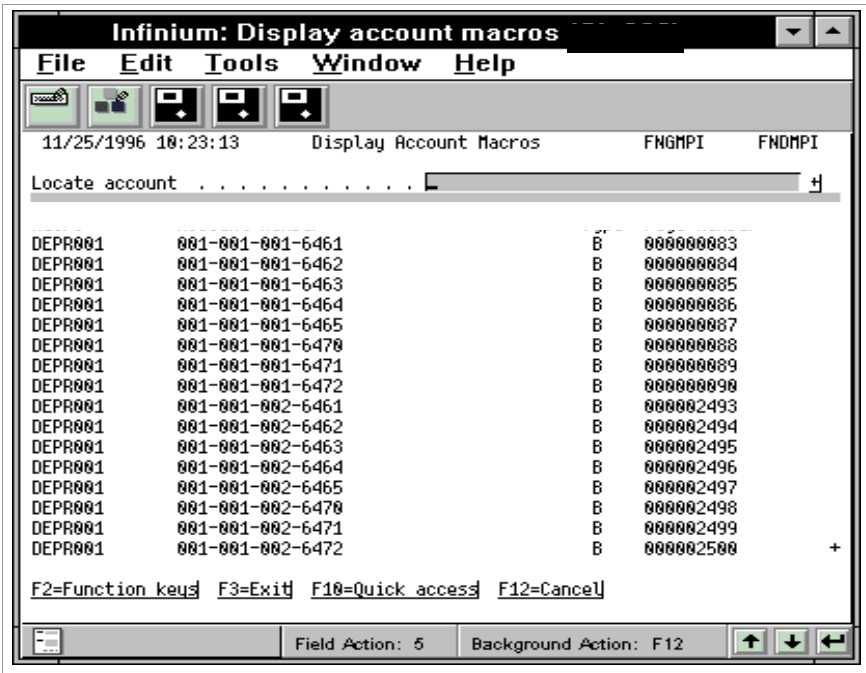 Infinium: Display account macros
File Edit Tools Window Help
11/25/1996 10:23:13 Display Account Macros FNGMPI FNDMPI
Locate account . . . . . . . . . . . +
DEPR001 001-001-001-6461 B 000000083
DEPR001 001-001-001-6462 B 000000084
DEPR001 001-001-001-6463 B 000000085
DEPR001 001-001-001-6464 B 000000086
DEPR001 001-001-001-6465 B 000000087
DEPR001 001-001-001-6470 B 000000088
DEPR001 001-001-001-6471 B 000000089
DEPR001 001-001-001-6472 B 000000090
DEPR001 001-001-002-6461 B 000002493
DEPR001 001-001-002-6462 B 000002494
DEPR001 001-001-002-6463 B 000002495
DEPR001 001-001-002-6464 B 000002496
DEPR001 001-001-002-6465 B 000002497
DEPR001 001-001-002-6470 B 000002498
DEPR001 001-001-002-6471 B 000002499
DEPR001 001-001-002-6472 B 000002500 +
F2=Function keys F3=Exit F10=Quick access F12=Cancel
Field Action: 5 Background Action: F12